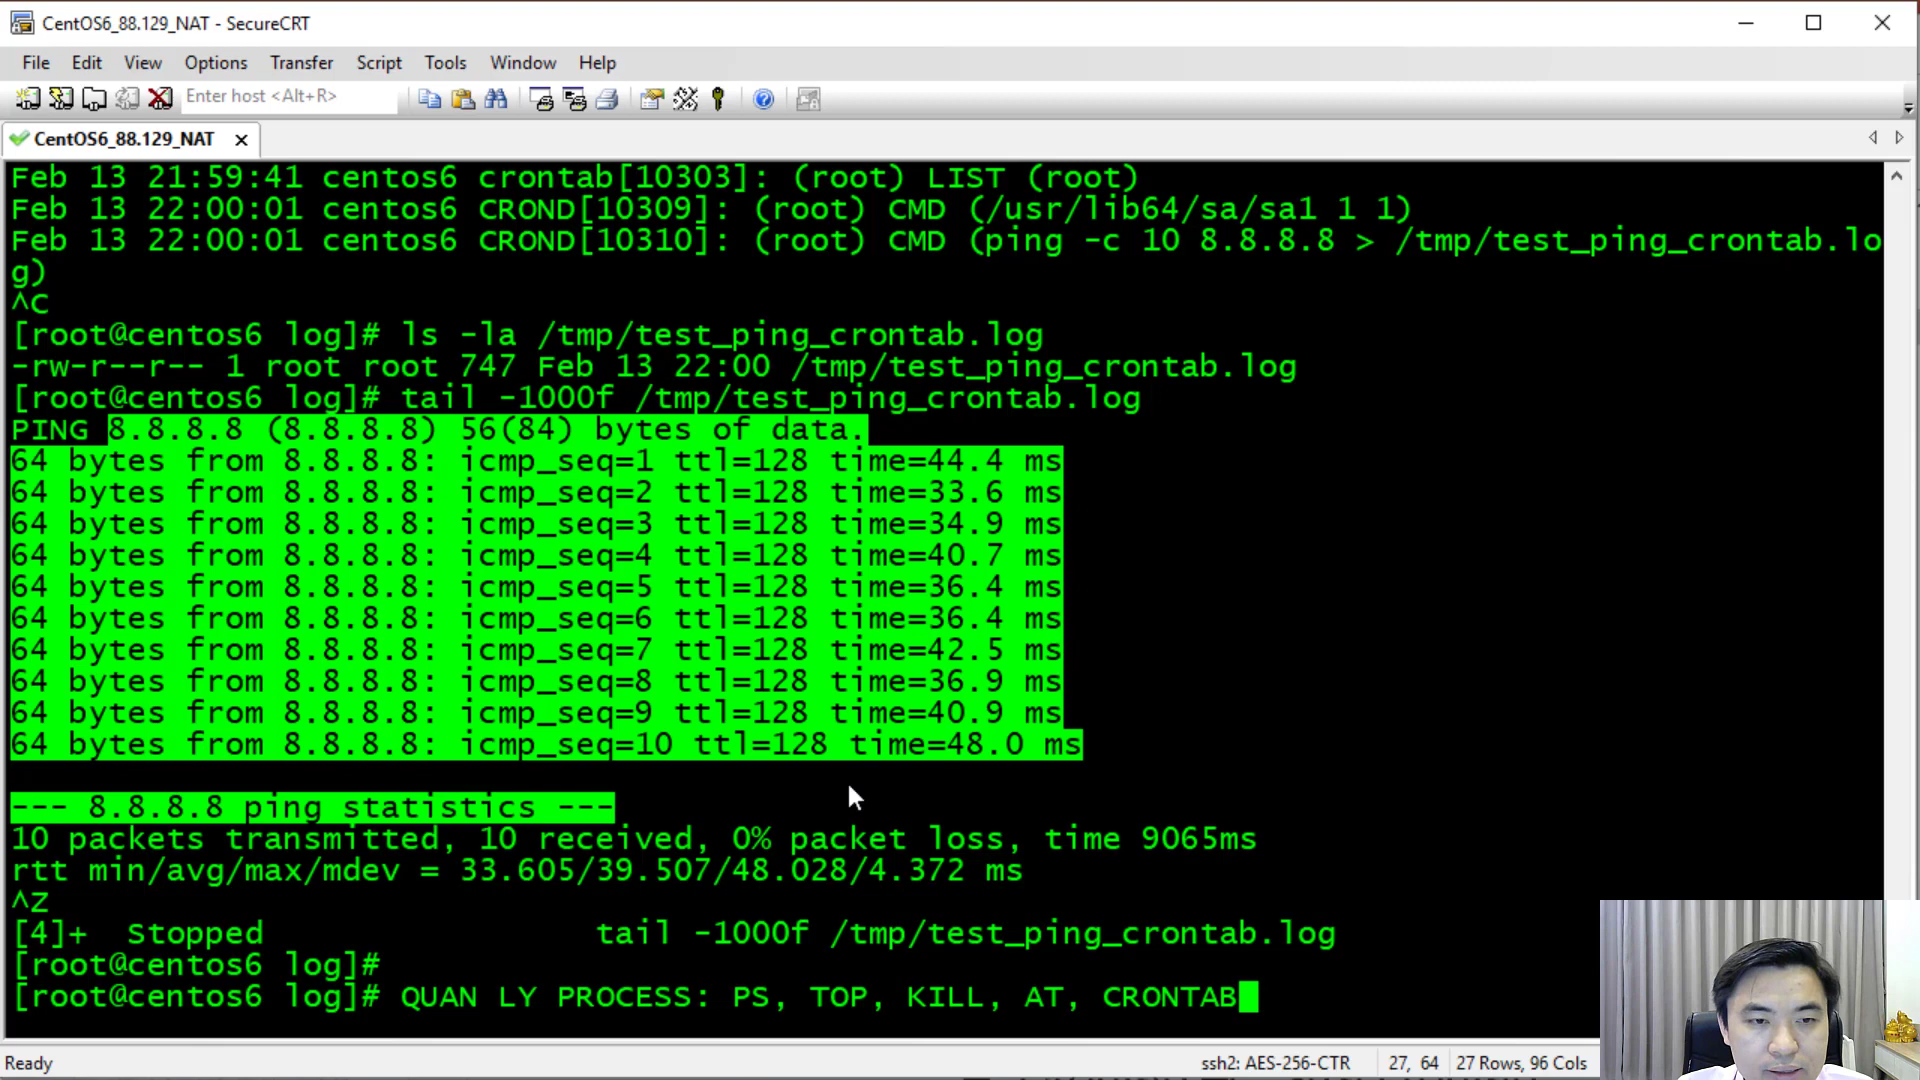 CentOS6_88.129_NAT - SecureCRT
File Edit View Options Transfer Script Tools Window Help
Enter host <Alt+R>
CentOS6_88.129_NAT
Feb 13 21:59:41 centos6 crontab[10303]: (root) LIST (root)
Feb 13 22:00:01 centos6 CROND[10309]: (root) CMD (/usr/lib64/sa/sa1 1 1)
Feb 13 22:00:01 centos6 CROND[10310]: (root) CMD (ping -c 10 8.8.8.8 > /tmp/test_ping_crontab.lo
g)
^C
[root@centos6 log]# ls -la /tmp/test_ping_crontab.log
-rw-r--r-- 1 root root 747 Feb 13 22:00 /tmp/test_ping_crontab.log
[root@centos6 log]# tail -1000f /tmp/test_ping_crontab.log
PING 8.8.8.8 (8.8.8.8) 56(84) bytes of data.
64 bytes from 8.8.8.8: icmp_seq=1 ttl=128 time=44.4 ms
64 bytes from 8.8.8.8: icmp_seq=2 ttl=128 time=33.6 ms
64 bytes from 8.8.8.8: icmp_seq=3 ttl=128 time=34.9 ms
64 bytes from 8.8.8.8: icmp_seq=4 ttl=128 time=40.7 ms
64 bytes from 8.8.8.8: icmp_seq=5 ttl=128 time=36.4 ms
64 bytes from 8.8.8.8: icmp_seq=6 ttl=128 time=36.4 ms
64 bytes from 8.8.8.8: icmp_seq=7 ttl=128 time=42.5 ms
64 bytes from 8.8.8.8: icmp_seq=8 ttl=128 time=36.9 ms
64 bytes from 8.8.8.8: icmp_seq=9 ttl=128 time=40.9 ms
64 bytes from 8.8.8.8: icmp_seq=10 ttl=128 time=48.0 ms
--- 8.8.8.8 ping statistics ---
10 packets transmitted, 10 received, 0% packet loss, time 9065ms
rtt min/avg/max/mdev = 33.605/39.507/48.028/4.372 ms
^Z
[4]+ Stopped tail -1000f /tmp/test_ping_crontab.log
[root@centos6 log]#
[root@centos6 log]# QUAN LY PROCESS: PS, TOP, KILL, AT, CRONTAB
Ready ssh2: AES-256-CTR 27, 64 27 Rows, 96 Cols